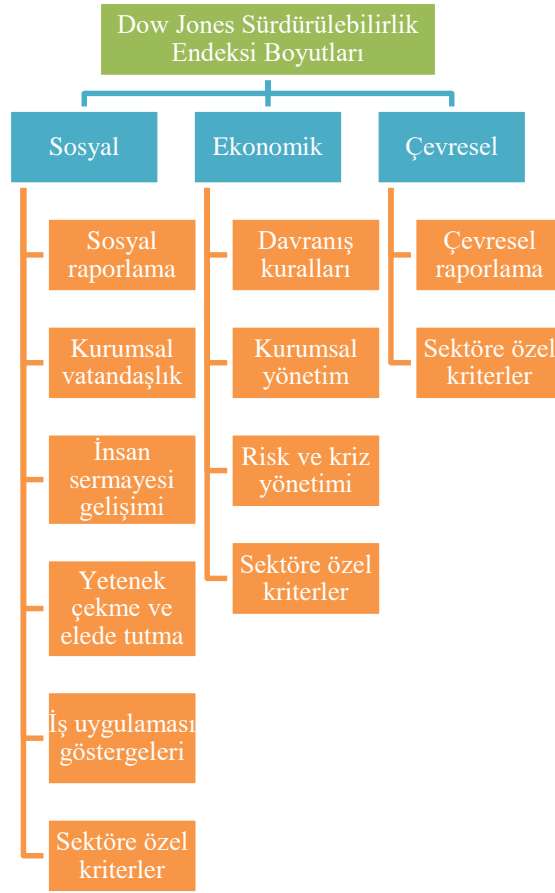 Dow Jones Sürdürülebilirlik
Endeksi Boyutları
Sosyal
Ekonomik
Çevresel
Sosyal
raporlama
Kurumsal
vatandaşlık
İnsan
sermayesi
gelişimi
Yetenek
çekme ve
elede tutma
İş uygulaması
göstergeleri
Sektöre özel
kriterler
Davranış
kuralları
Kurumsal
yönetim
Risk ve kriz
yönetimi
Sektöre özel
kriterler
Çevresel
raporlama
Sektöre özel
kriterler